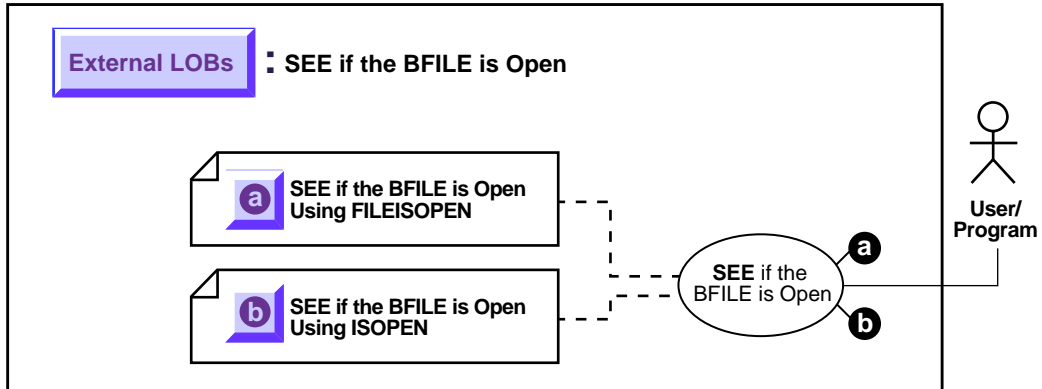 External LOBs : SEE if the BFILE is Open
a SEE if the BFILE is Open
Using FILEISOPEN
b SEE if the BFILE is Open
Using ISOPEN
SEE if the
BFILE is Open
a
b
User/
Program